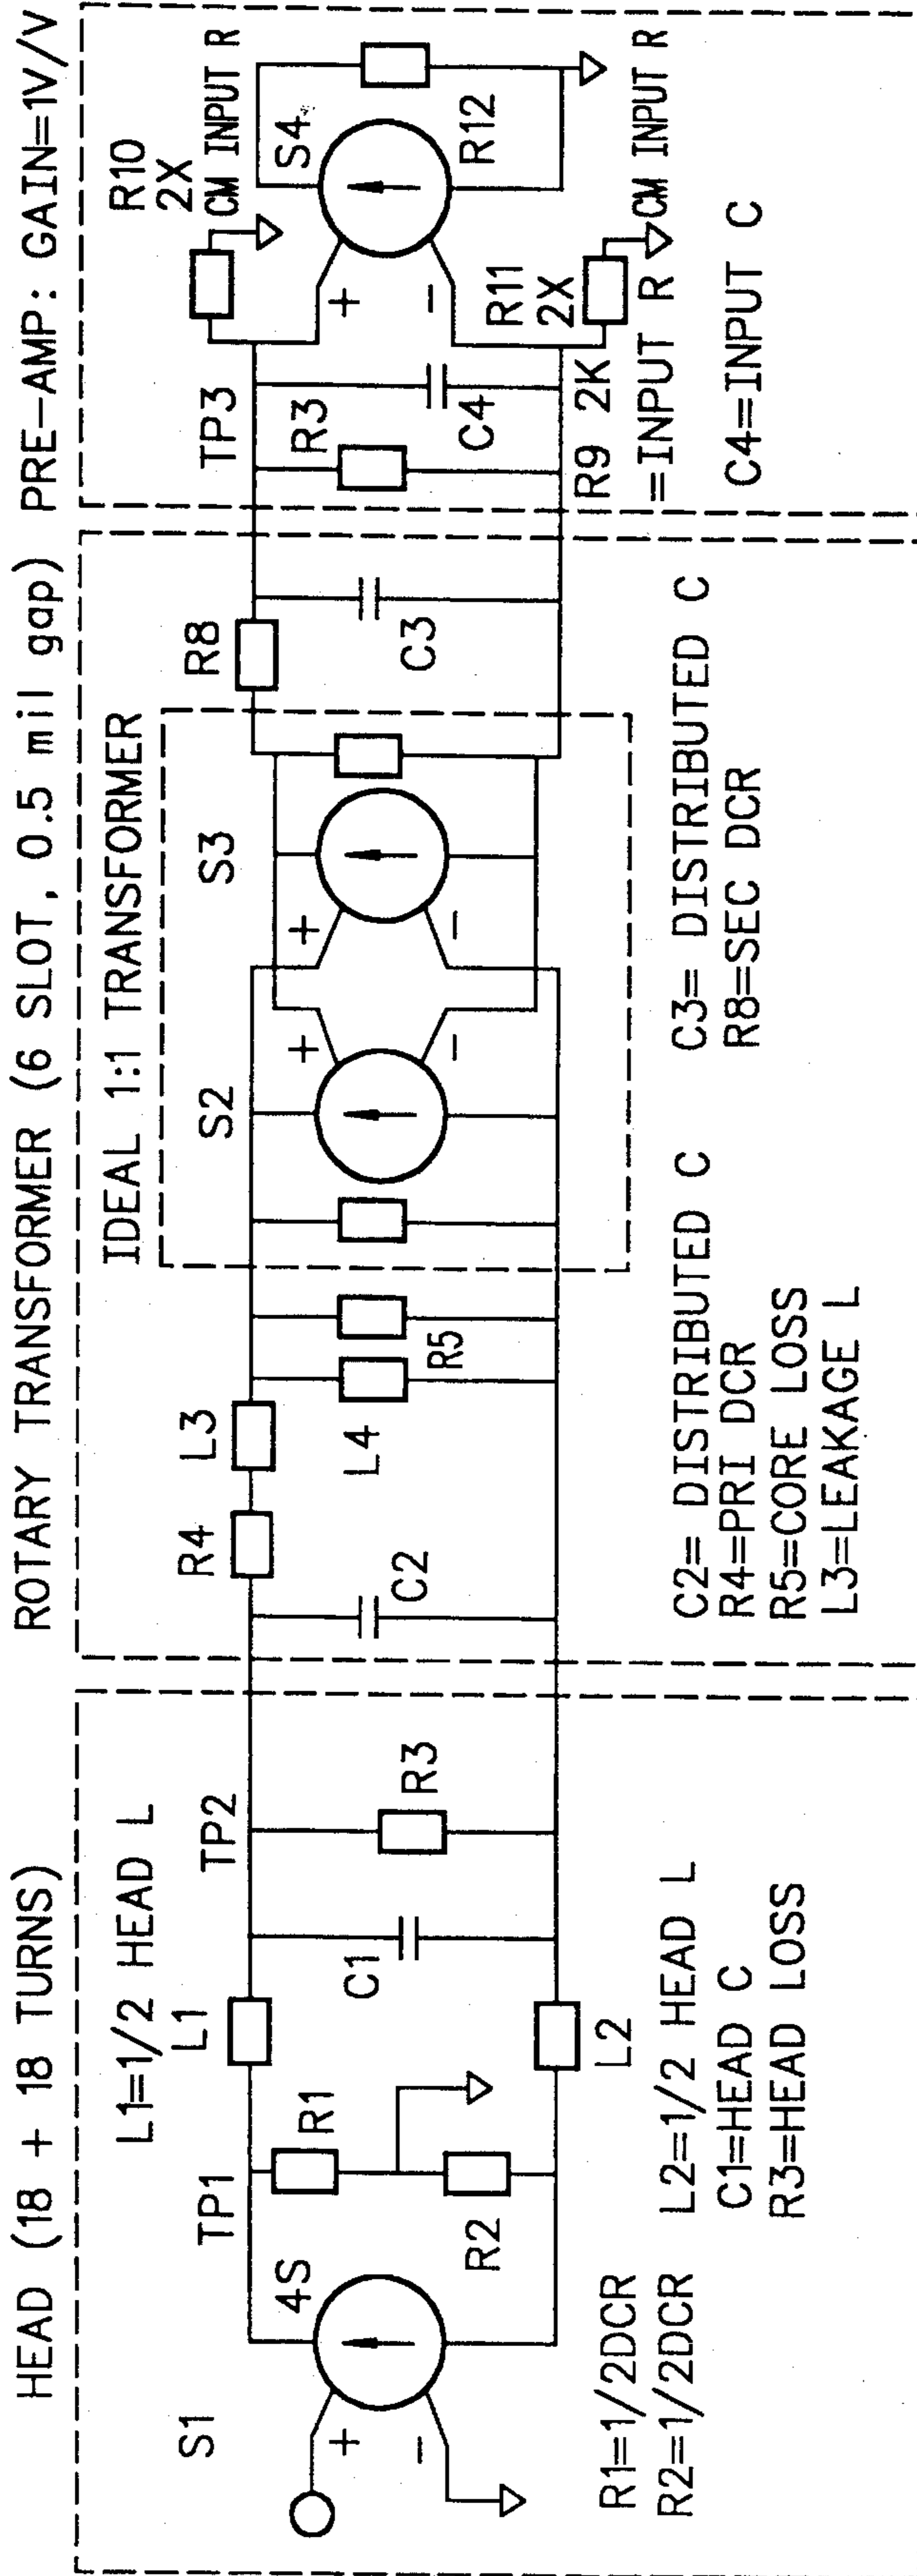 HEAD (18 + 18 TURNS)
ROTARY TRANSFORMER (6 SLOT, 0.5 mil gap)
PRE-AMP: GAIN=1V/V
L1=1/2 HEAD L
S1
+
-
4S
TP1
R1
R2
L1
L2
C1
TP2
R3
R1=1/2DCR
R2=1/2DCR
L2=1/2 HEAD L
C1=HEAD C
R3=HEAD LOSS
IDEAL 1:1 TRANSFORMER
C2
R4
L3
L4
R5
S2
+
-
S3
+
-
R8
C3
C2= DISTRIBUTED C
R4=PRI DCR
R5=CORE LOSS
L3=LEAKAGE L
C3= DISTRIBUTED C
R8=SEC DCR
TP3
R3
C4
R10
2X
CM INPUT R
+
-
S4
R12
R11
2X
CM INPUT R
R9 2K
=INPUT R
C4=INPUT C